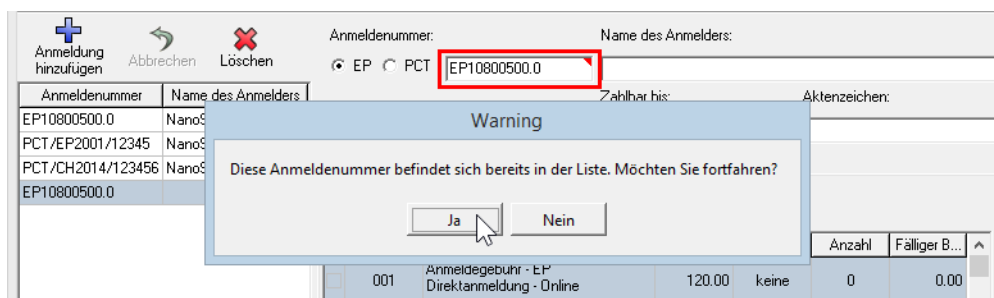 Anmeldung
hinzufügen
Abbrechen
Löschen
Anmeldenummer:
Name des Anmelders:
EP
PCT
EP10800500.0
Anmeldenummer
Name des Anmelders
Zahlbar bis:
Aktenzeichen:
EP10800500.0
PCT/EP2001/12345
PCT/CH2014/123456
EP10800500.0
Warning
Diese Anmeldenummer befindet sich bereits in der Liste. Möchten Sie fortfahren?
Ja
Nein
Anzahl
Fälliger B...
001
Anmeldegebühr - EP
Direktanmeldung - Online
120.00
keine
0
0.00